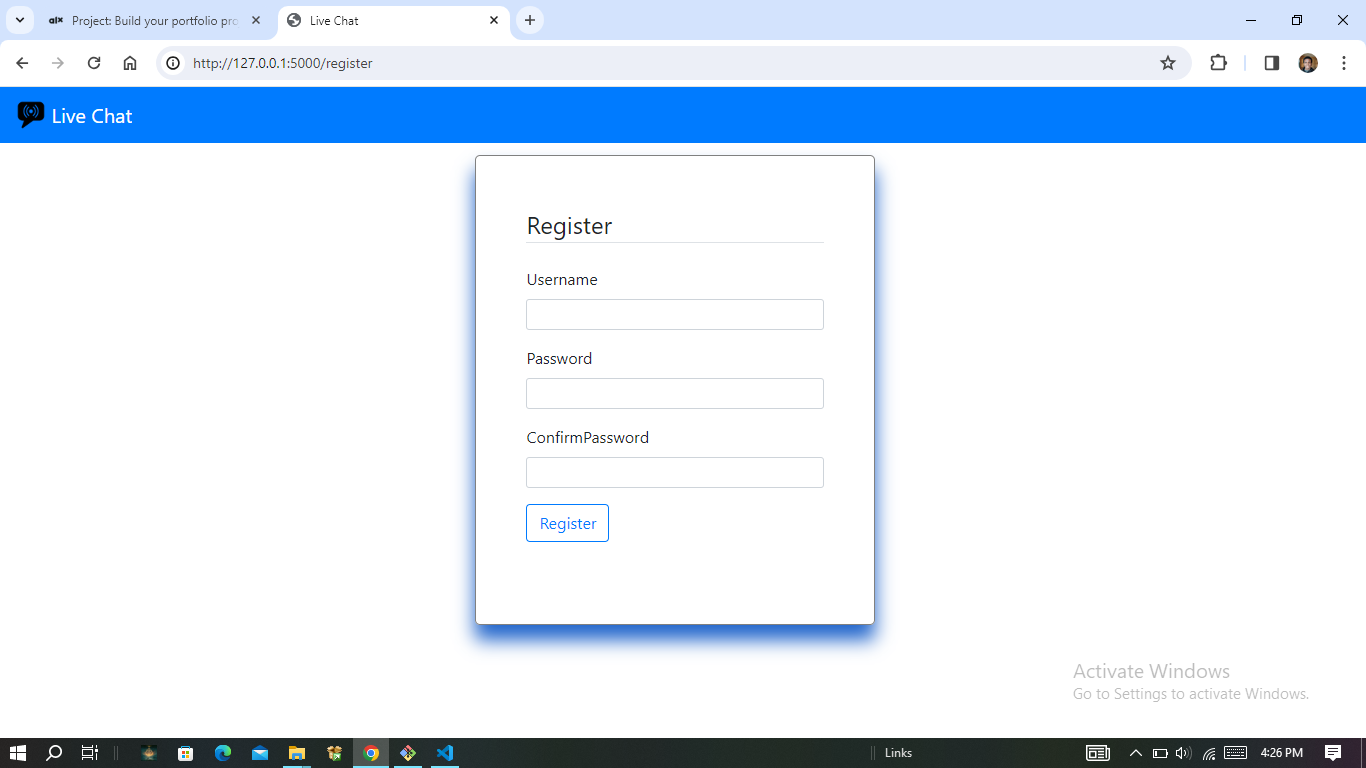 alx Project: Build your portfolio pro
Live Chat
http://127.0.0.1:5000/register
Live Chat
Register
Username
Password
ConfirmPassword
Register
Activate Windows
Go to Settings to activate Windows.
Links
4:26 PM